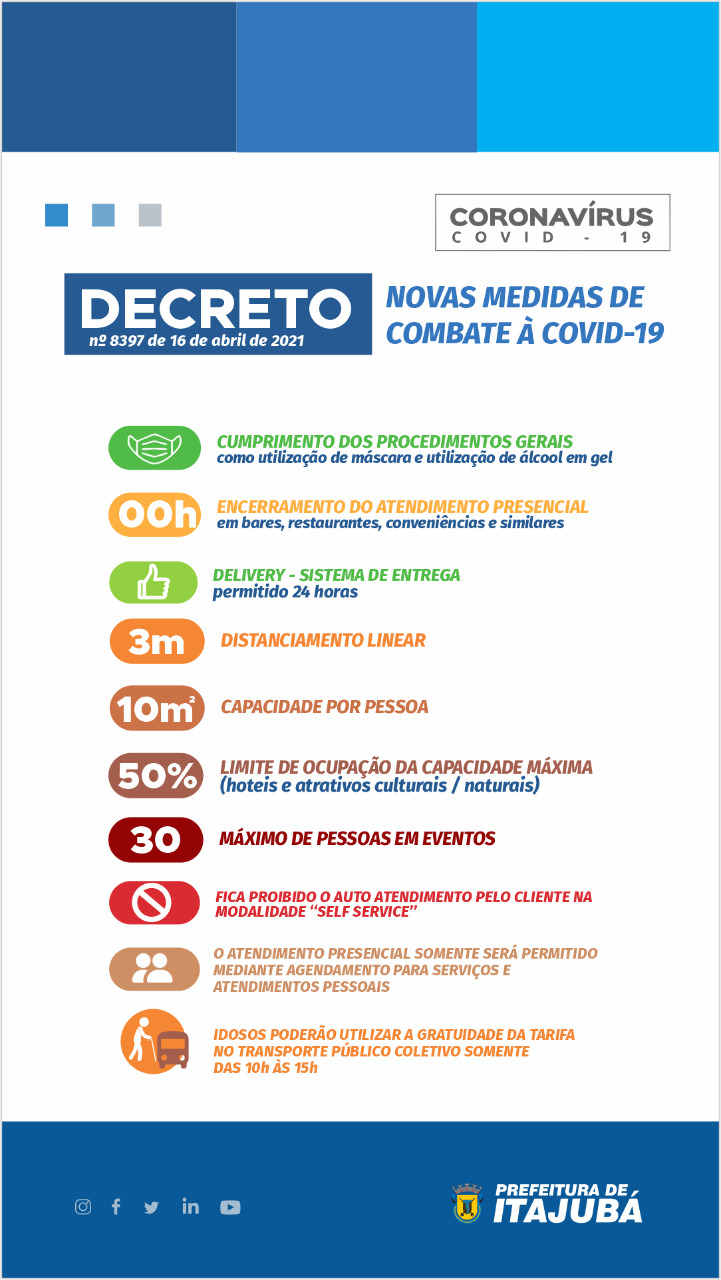 CORONAVÍRUS
COVID - 19
DECRETO
nº 8397 de 16 de abril de 2021
NOVAS MEDIDAS DE
COMBATE À COVID-19
CUMPRIMENTO DOS PROCEDIMENTOS GERAIS
como utilização de máscara e utilização de álcool em gel
00h
ENCERRAMENTO DO ATENDIMENTO PRESENCIAL
em bares, restaurantes, conveniências e similares
DELIVERY - SISTEMA DE ENTREGA
permitido 24 horas
3m
DISTANCIAMENTO LINEAR
10m²
CAPACIDADE POR PESSOA
50%
LIMITE DE OCUPAÇÃO DA CAPACIDADE MÁXIMA
(hoteis e atrativos culturais / naturais)
30
MÁXIMO DE PESSOAS EM EVENTOS
FICA PROIBIDO O AUTO ATENDIMENTO PELO CLIENTE NA
MODALIDADE “SELF SERVICE”
O ATENDIMENTO PRESENCIAL SOMENTE SERÁ PERMITIDO
MEDIANTE AGENDAMENTO PARA SERVIÇOS E
ATENDIMENTOS PESSOAIS
IDOSOS PODERÃO UTILIZAR A GRATUIDADE DA TARIFA
NO TRANSPORTE PÚBLICO COLETIVO SOMENTE
DAS 10h ÀS 15h
PREFEITURA DE
ITAJUBÁ